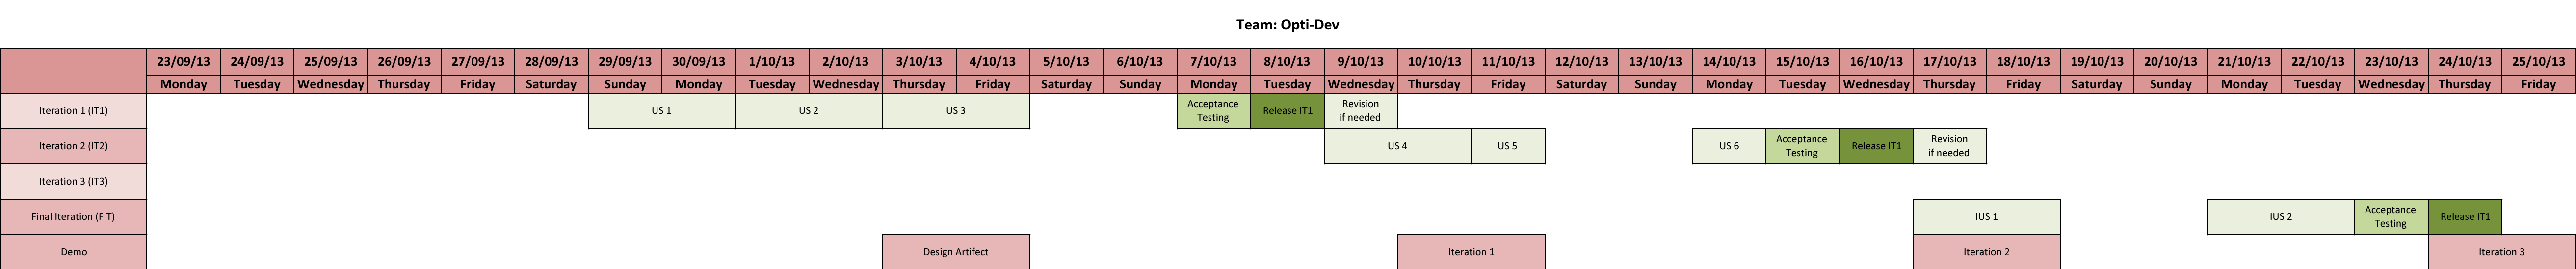 Team: Opti-Dev
23/09/13 24/09/13 25/09/13 26/09/13 27/09/13 28/09/13 29/09/13 30/09/13 1/10/13 2/10/13 3/10/13 4/10/13 5/10/13 6/10/13 7/10/13 8/10/13 9/10/13 10/10/13 11/10/13 12/10/13 13/10/13 14/10/13 15/10/13 16/10/13 17/10/13 18/10/13 19/10/13 20/10/13 21/10/13 22/10/13 23/10/13 24/10/13 25/10/13
Monday Tuesday Wednesday Thursday Friday Saturday Sunday Monday Tuesday Wednesday Thursday Friday Saturday Sunday Monday Tuesday Wednesday Thursday Friday Saturday Sunday Monday Tuesday Wednesday Thursday Friday Saturday Sunday Monday Tuesday Wednesday Thursday Friday
Iteration 1 (IT1) US 1 US 2 US 3 Acceptance Testing Release IT1 Revision if needed
Iteration 2 (IT2) US 4 US 5 US 6 Acceptance Testing Release IT1 Revision if needed
Iteration 3 (IT3)
Final Iteration (FIT) IUS 1 IUS 2 Acceptance Testing Release IT1
Demo Design Artifect Iteration 1 Iteration 2 Iteration 3